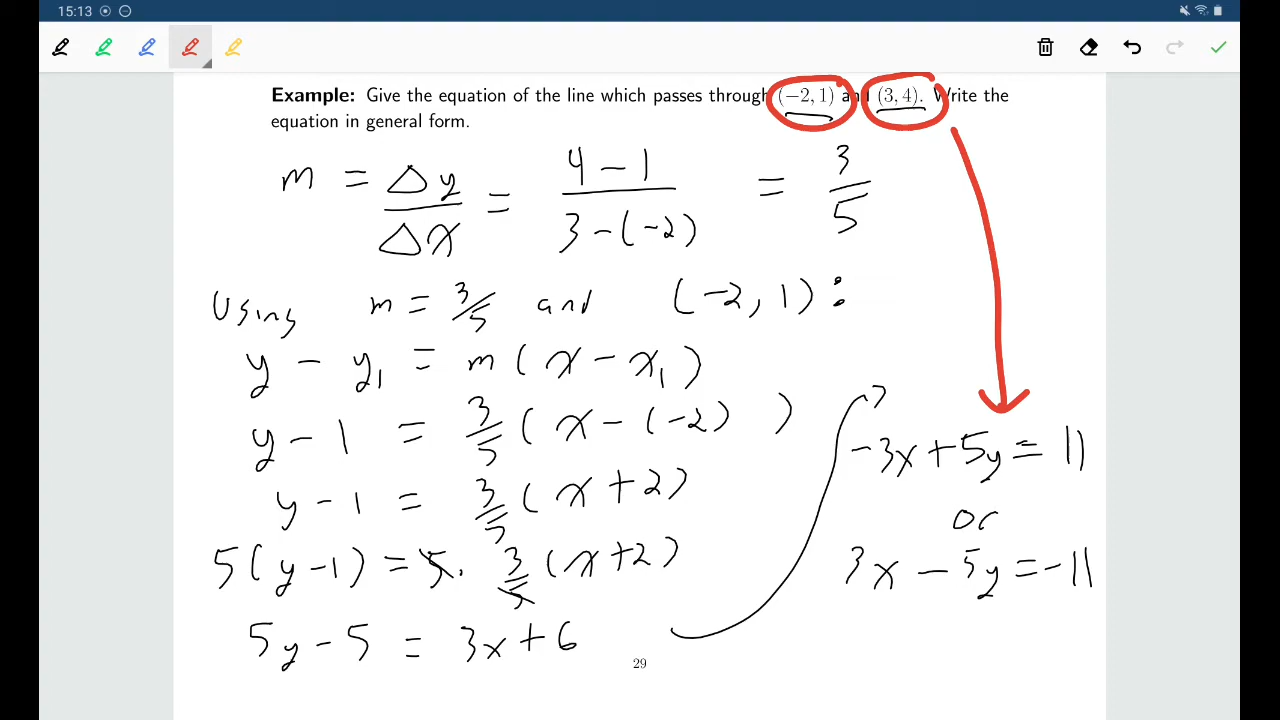 15:13
Example: Give the equation of the line which passes through (−2, 1) and (3, 4). Write the
equation in general form.
m = Δy/Δx = (4 − 1)/(3 − (−2)) = 3/5
Using m = 3/5 and (−2, 1) :
y − y₁ = m(x − x₁)
y − 1 = 3/5 (x − (−2) )
y − 1 = 3/5 (x + 2)
5(y − 1) = 5 · 3/5 (x + 2)
5y − 5 = 3x + 6
−3x + 5y = 11
or
3x − 5y = −11
29